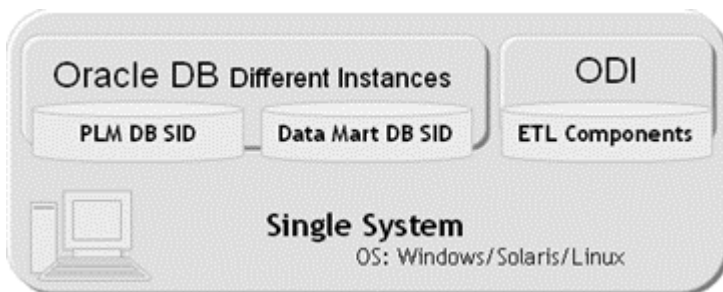 Oracle DB Different Instances
ODI
PLM DB SID
Data Mart DB SID
ETL Components
Single System
OS: Windows/Solaris/Linux